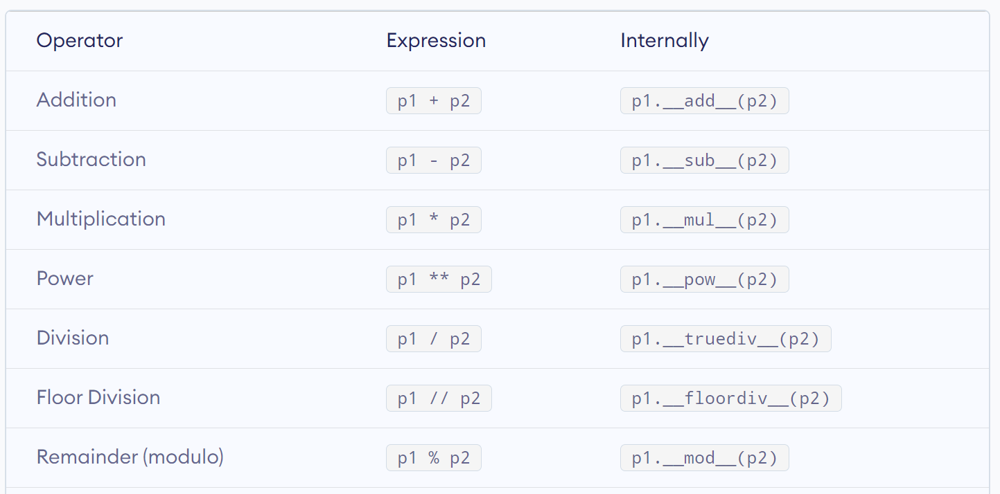 Operator Expression Internally
Addition p1 + p2 p1.__add__(p2)
Subtraction p1 - p2 p1.__sub__(p2)
Multiplication p1 * p2 p1.__mul__(p2)
Power p1 ** p2 p1.__pow__(p2)
Division p1 / p2 p1.__truediv__(p2)
Floor Division p1 // p2 p1.__floordiv__(p2)
Remainder (modulo) p1 % p2 p1.__mod__(p2)